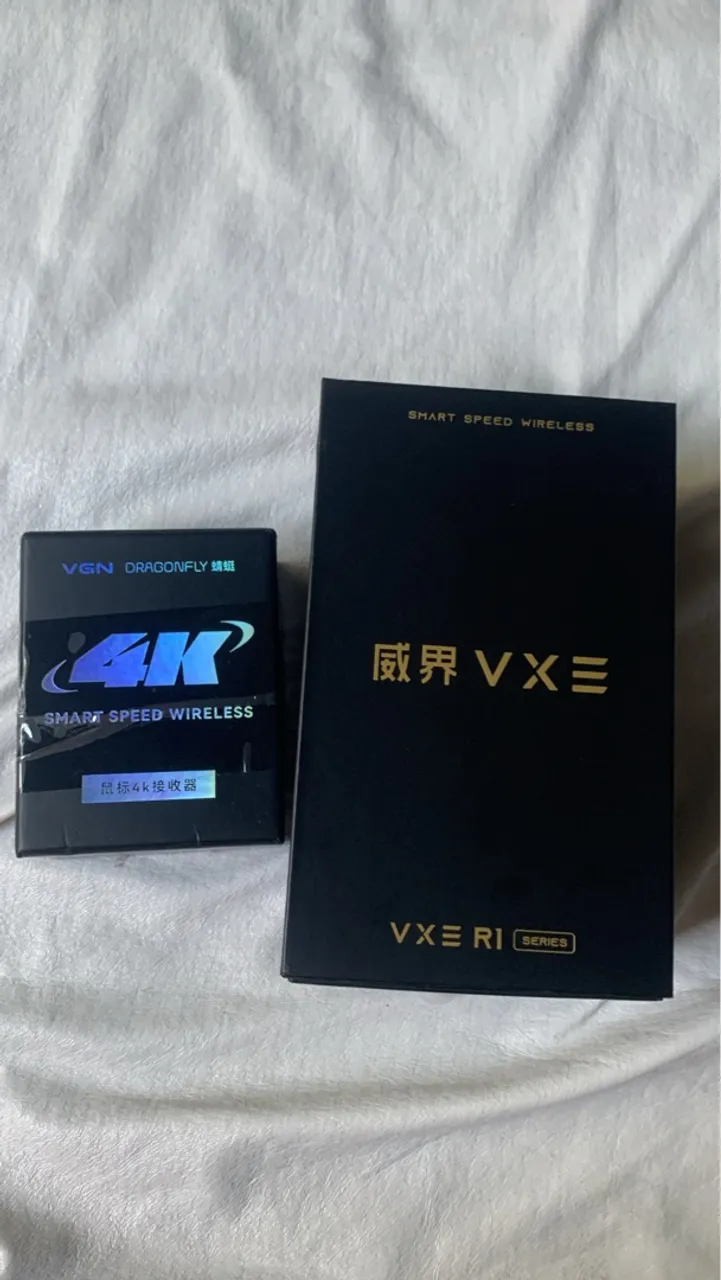 VGN DRAGONFLY 蜻蜓
4K
SMART SPEED WIRELESS
鼠标4k接收器
SMART SPEED WIRELESS
威界 VXE
VXE R1 SERIES